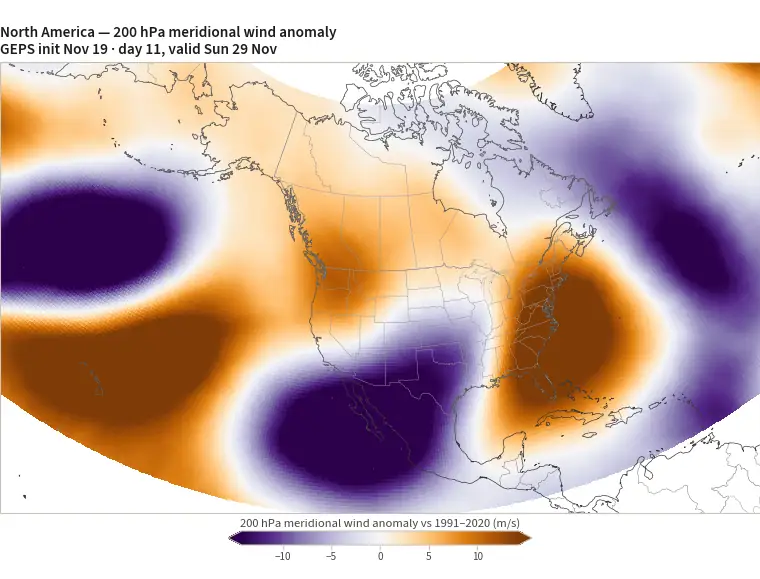 North America — 200 hPa meridional wind anomaly
GEPS init Nov 19 · day 11, valid Sun 29 Nov
200 hPa meridional wind anomaly vs 1991–2020 (m/s)
−10 −5 0 5 10